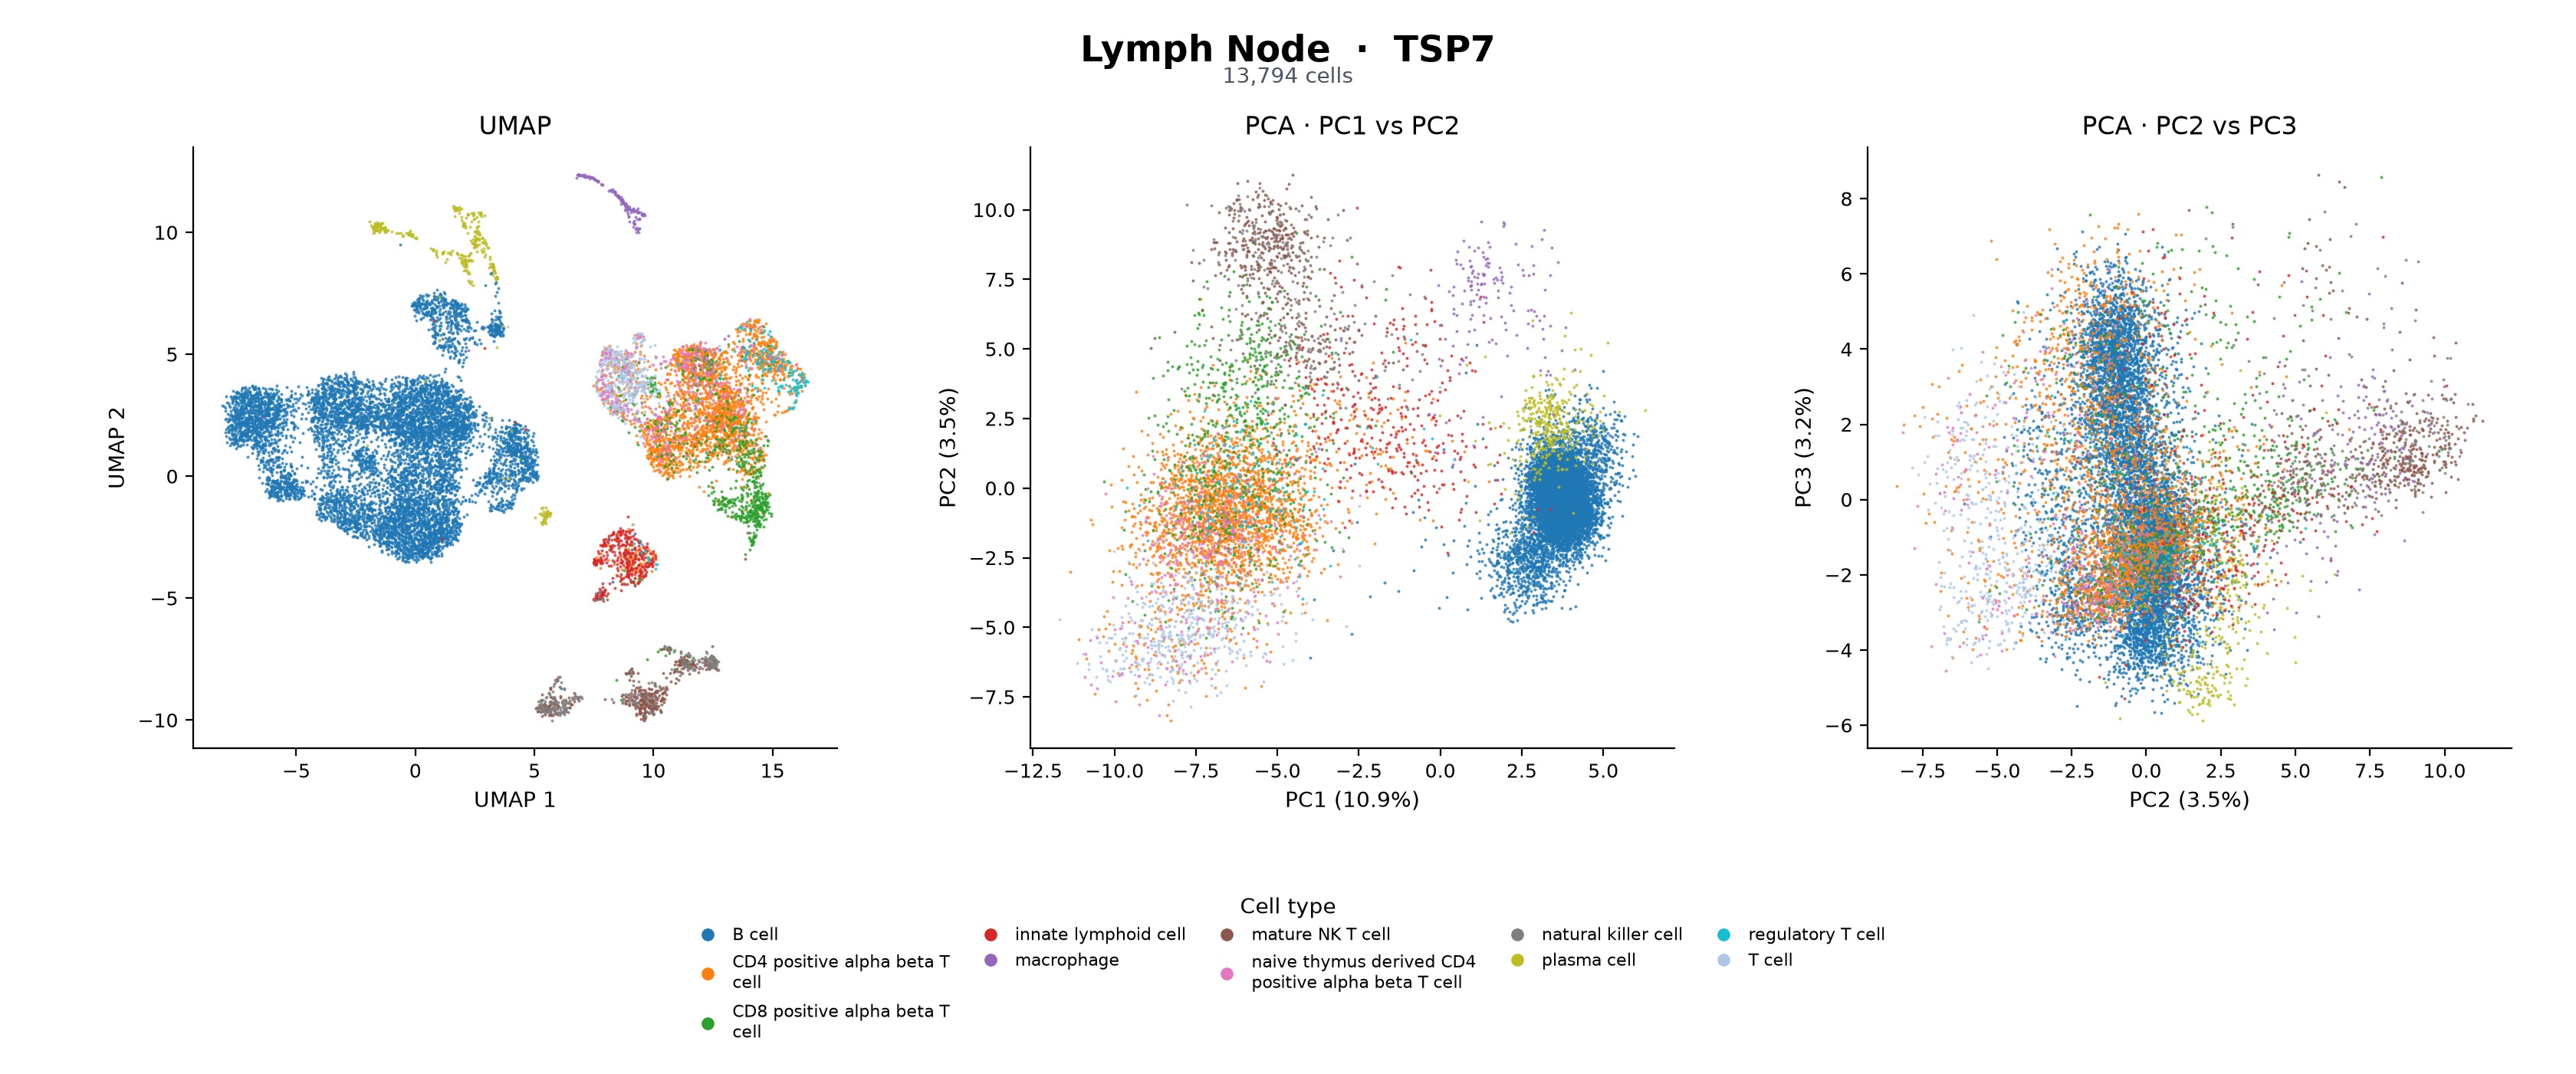 Lymph Node · TSP7
13,794 cells
UMAP
PCA · PC1 vs PC2
PCA · PC2 vs PC3
UMAP 2
10
5
0
−5
−10
−5
0
5
10
15
UMAP 1
PC2 (3.5%)
10.0
7.5
5.0
2.5
0.0
−2.5
−5.0
−7.5
−12.5
−10.0
−7.5
−5.0
−2.5
0.0
2.5
5.0
PC1 (10.9%)
PC3 (3.2%)
8
6
4
2
0
−2
−4
−6
−7.5
−5.0
−2.5
0.0
2.5
5.0
7.5
10.0
PC2 (3.5%)
Cell type
B cell
CD4 positive alpha beta T
cell
CD8 positive alpha beta T
cell
innate lymphoid cell
macrophage
mature NK T cell
naive thymus derived CD4
positive alpha beta T cell
natural killer cell
plasma cell
regulatory T cell
T cell